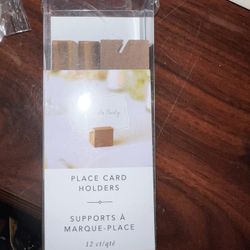 PLACE CARD
HOLDERS
SUPPORTS À
MARQUE-PLACE
12 ct/qté